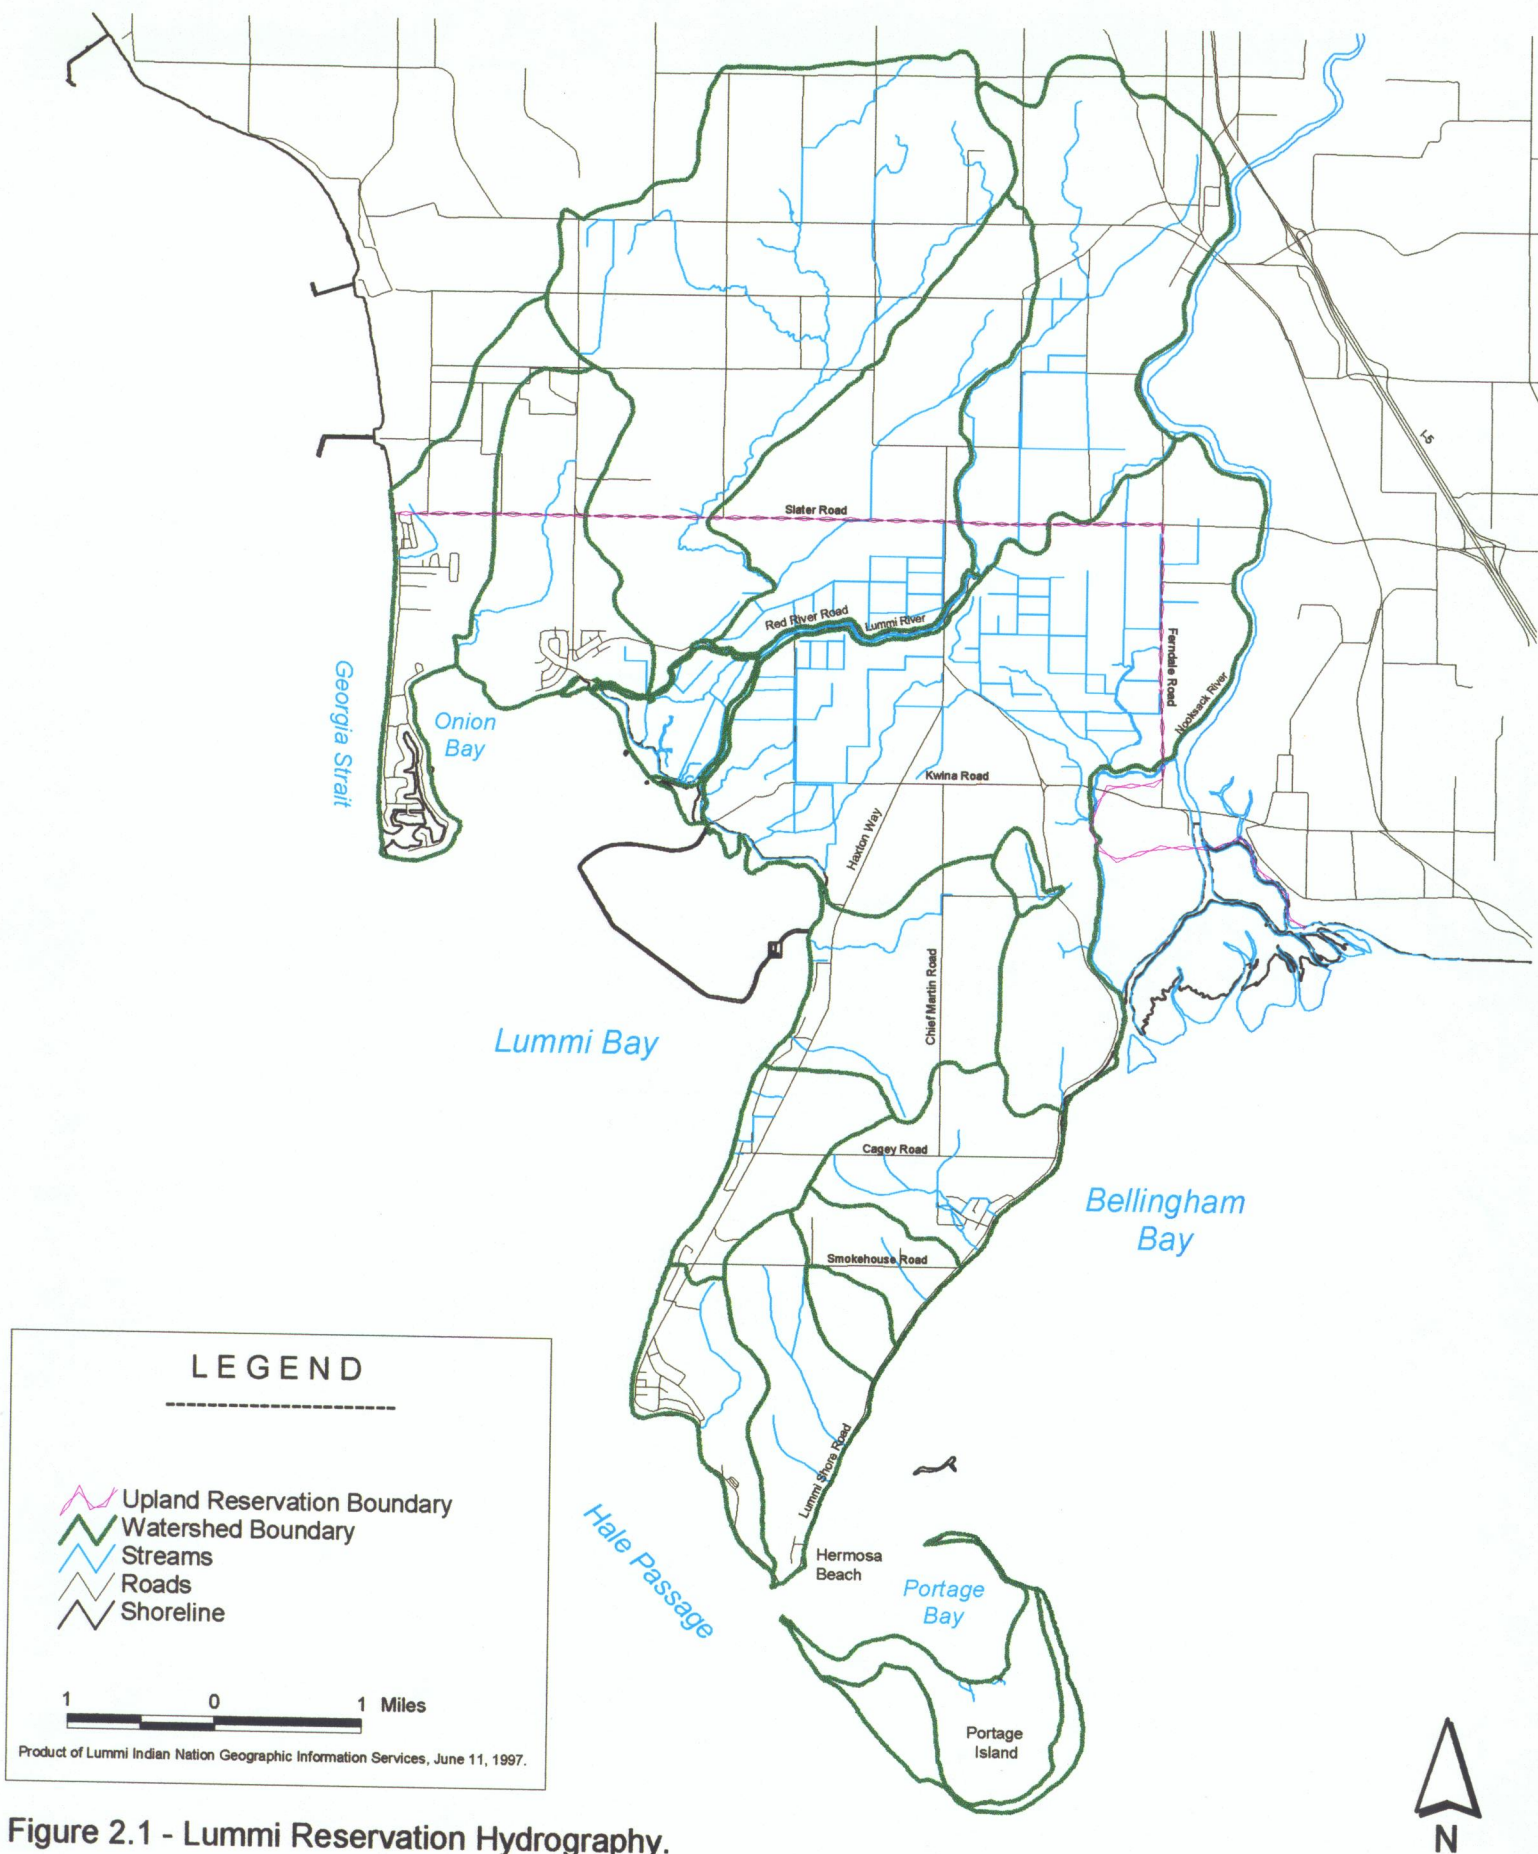 I-5
Slater Road
Red River Road
Lummi River
Ferndale Road
Nooksack River
Georgia Strait
Onion
Bay
Kwina Road
Haxton Way
Chief Martin Road
Lummi Bay
Cagey Road
Bellingham
Bay
Smokehouse Road
Lummi Shore Road
Hale Passage
Hermosa
Beach
Portage
Bay
Portage
Island
LEGEND
----------------------
Upland Reservation Boundary
Watershed Boundary
Streams
Roads
Shoreline
1 0 1 Miles
Product of Lummi Indian Nation Geographic Information Services, June 11, 1997.
N
Figure 2.1 - Lummi Reservation Hydrography.